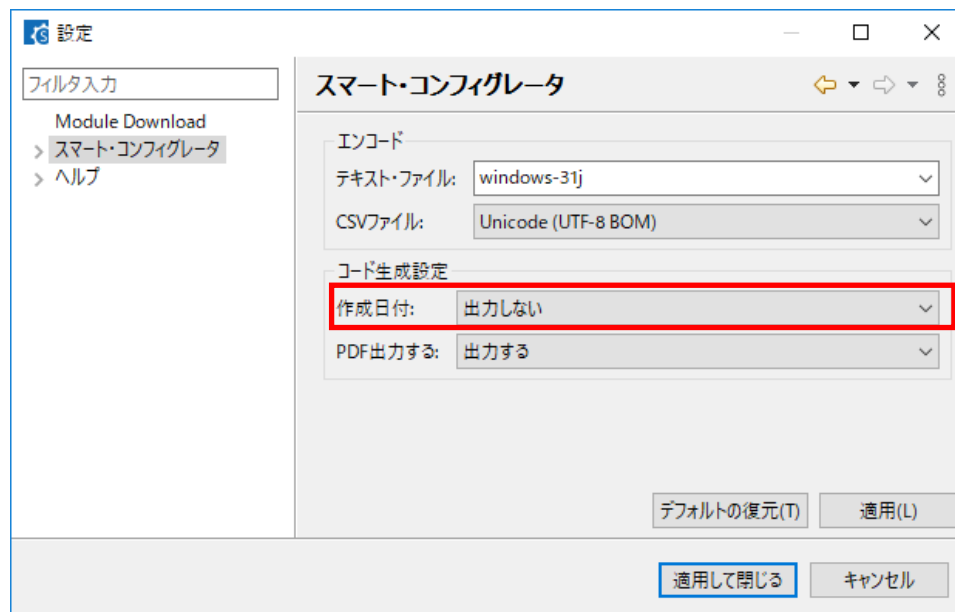 設定
フィルタ入力
Module Download
スマート・コンフィグレータ
ヘルプ
スマート・コンフィグレータ
エンコード
テキスト・ファイル: windows-31j
CSVファイル: Unicode (UTF-8 BOM)
コード生成設定
作成日付: 出力しない
PDF出力する: 出力する
デフォルトの復元(T) 適用(L)
適用して閉じる キャンセル